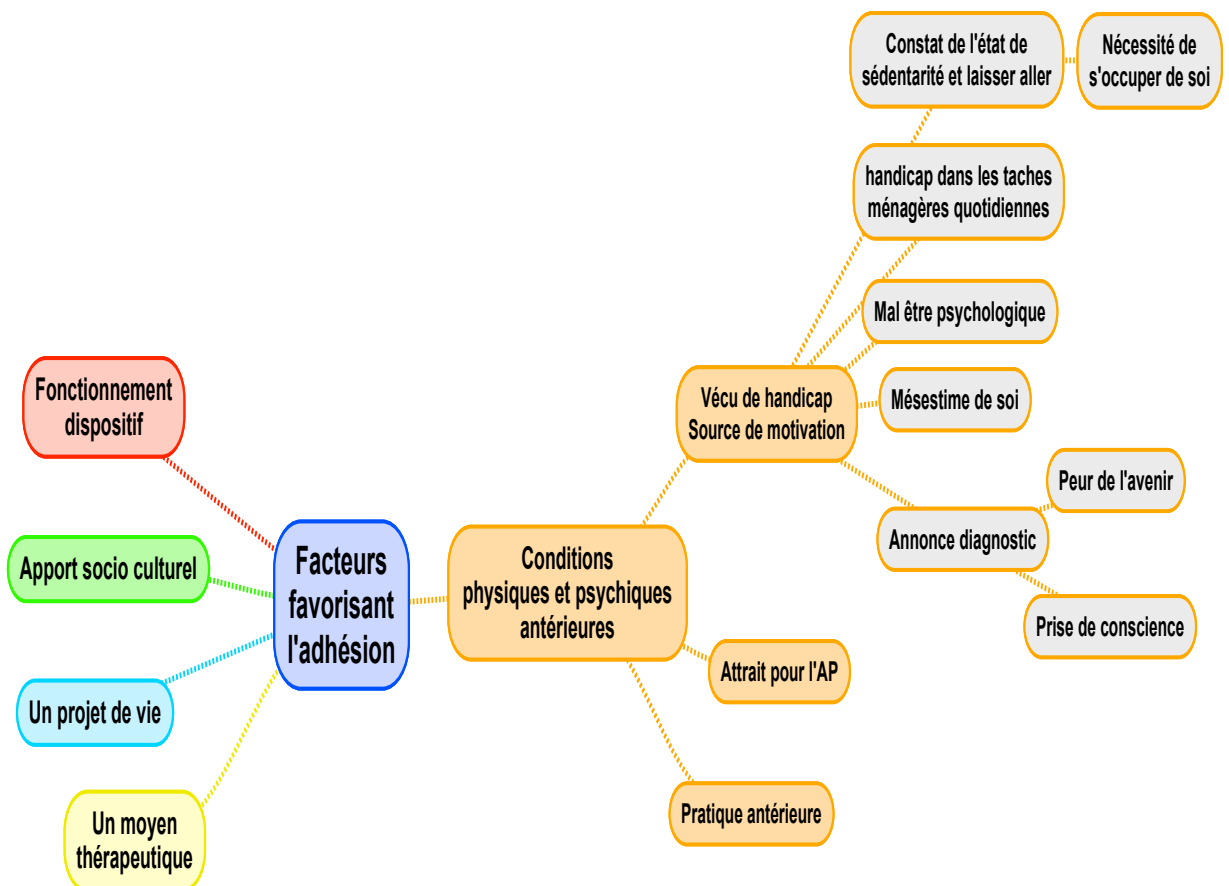 Constat de l'état de
sédentarité et laisser aller
Nécessité de
s'occuper de soi
handicap dans les taches
ménagères quotidiennes
Mal être psychologique
Fonctionnement
dispositif
Vécu de handicap
Source de motivation
Mésestime de soi
Peur de l'avenir
Annonce diagnostic
Apport socio culturel
Facteurs
favorisant
l'adhésion
Conditions
physiques et psychiques
antérieures
Prise de conscience
Attrait pour l'AP
Un projet de vie
Pratique antérieure
Un moyen
thérapeutique